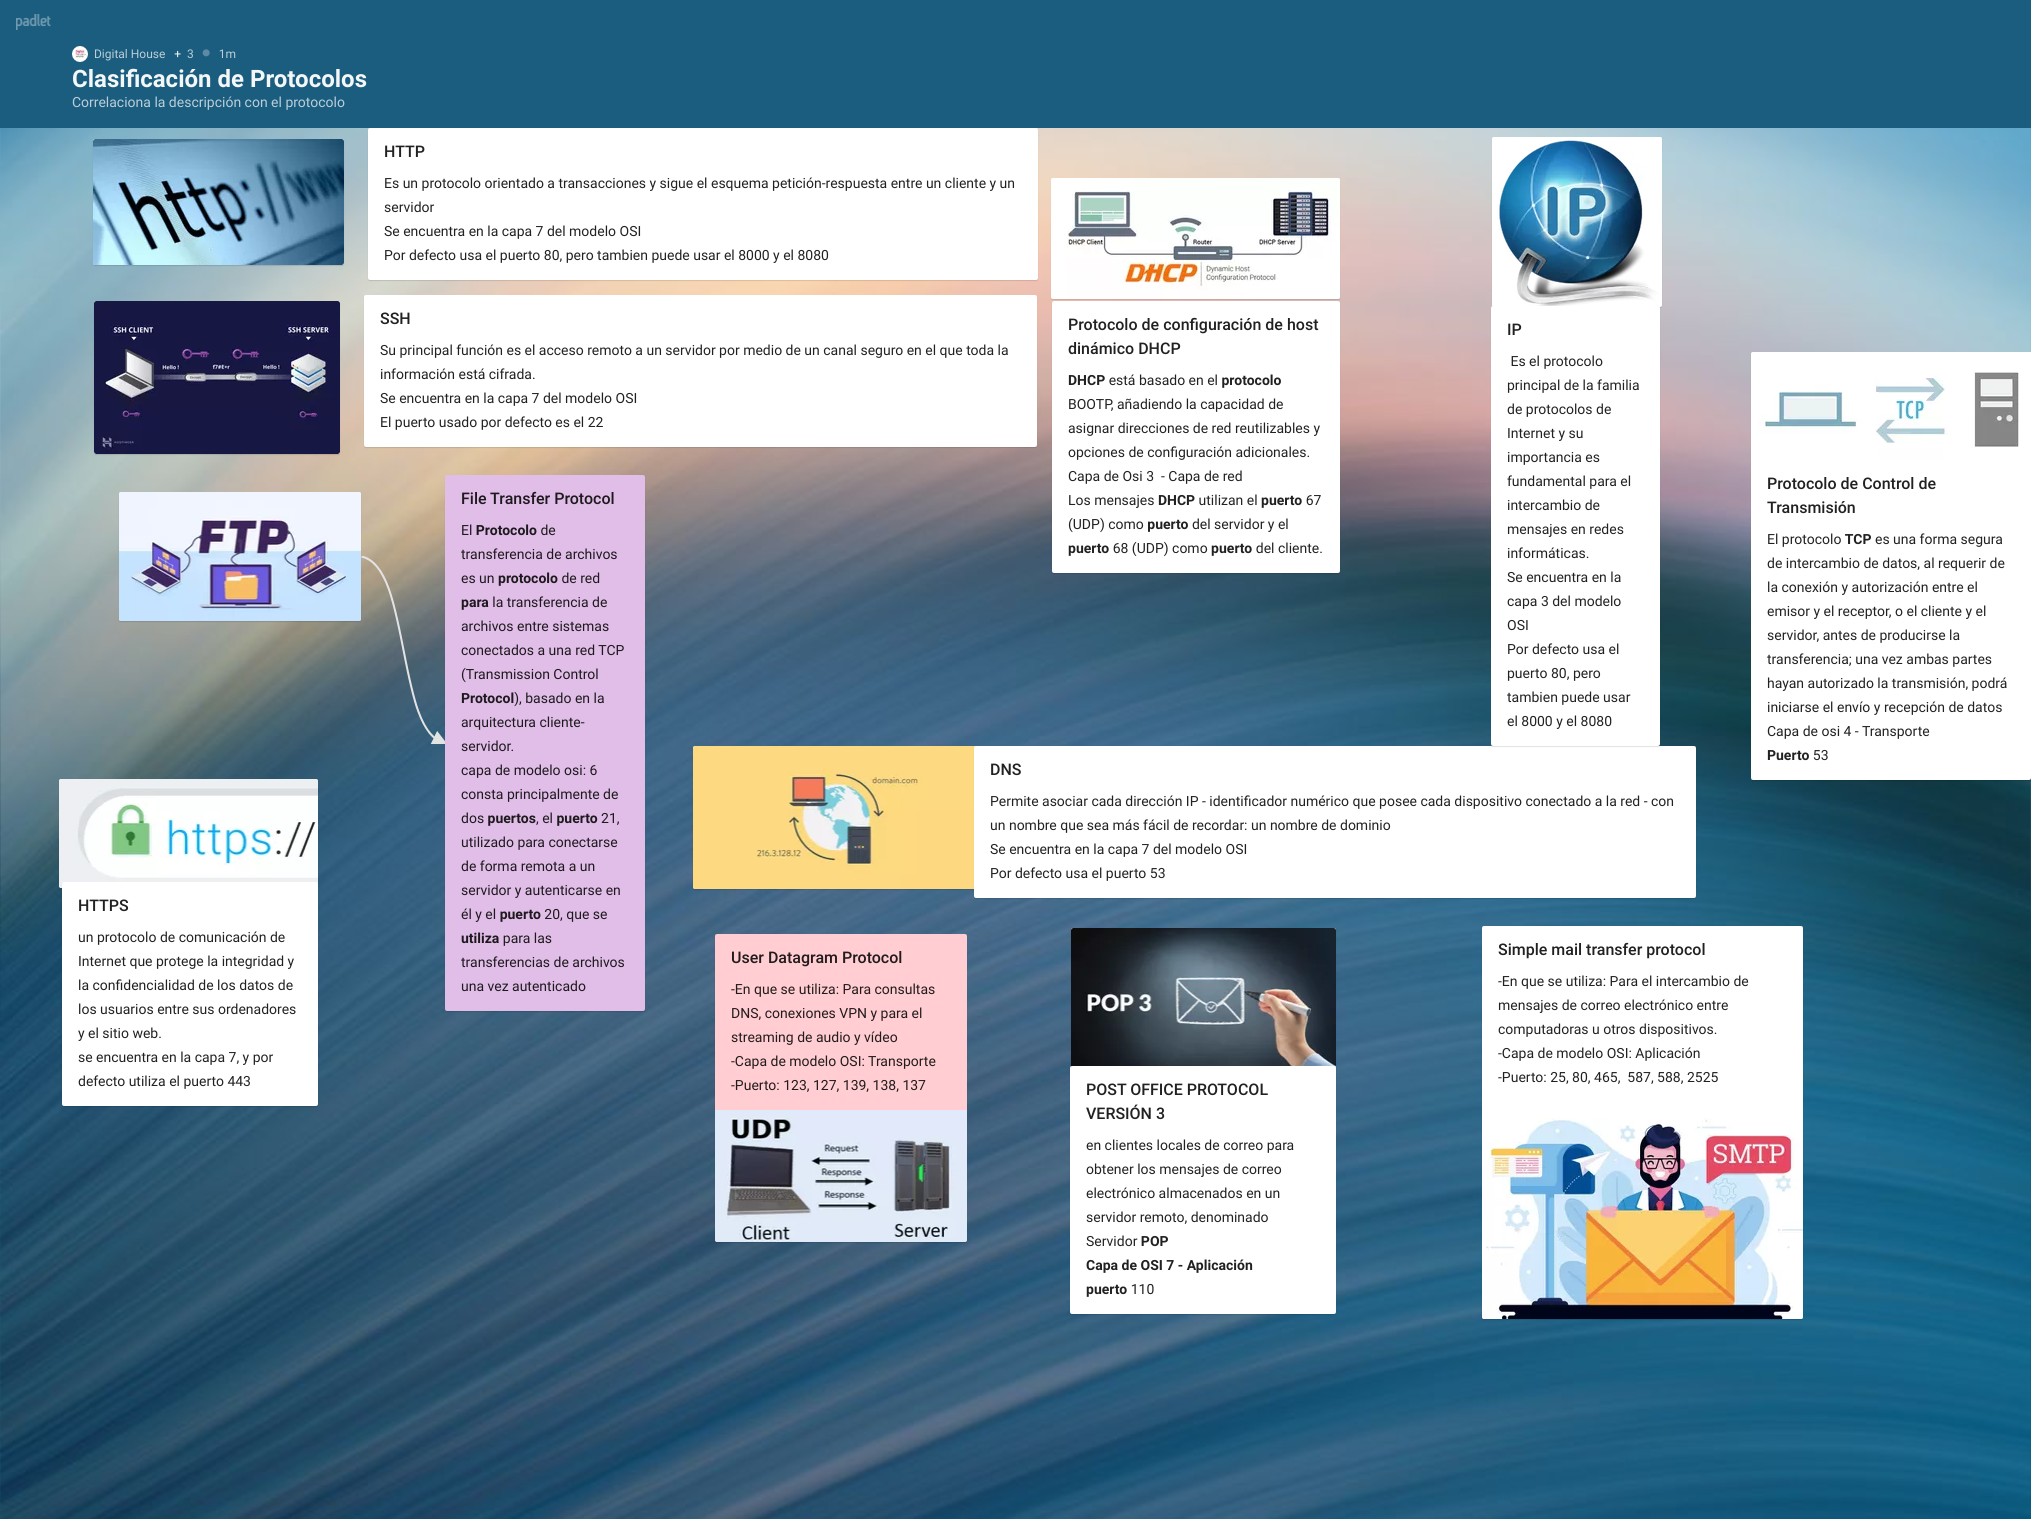 padlet
Digital House + 3 1m
Clasificación de Protocolos
Correlaciona la descripción con el protocolo
http://www
HTTP
Es un protocolo orientado a transacciones y sigue el esquema petición-respuesta entre un cliente y un
servidor
Se encuentra en la capa 7 del modelo OSI
Por defecto usa el puerto 80, pero tambien puede usar el 8000 y el 8080
SSH CLIENT
SSH SERVER
Hello !
f7#E+r
Hello !
SSH
Su principal función es el acceso remoto a un servidor por medio de un canal seguro en el que toda la
información está cifrada.
Se encuentra en la capa 7 del modelo OSI
El puerto usado por defecto es el 22
DHCP Client
Router
DHCP Server
DHCP
Dynamic Host
Configuration Protocol
Protocolo de configuración de host
dinámico DHCP
DHCP está basado en el protocolo
BOOTP, añadiendo la capacidad de
asignar direcciones de red reutilizables y
opciones de configuración adicionales.
Capa de Osi 3 - Capa de red
Los mensajes DHCP utilizan el puerto 67
(UDP) como puerto del servidor y el
puerto 68 (UDP) como puerto del cliente.
IP
IP
Es el protocolo
principal de la familia
de protocolos de
Internet y su
importancia es
fundamental para el
intercambio de
mensajes en redes
informáticas.
Se encuentra en la
capa 3 del modelo
OSI
Por defecto usa el
puerto 80, pero
tambien puede usar
el 8000 y el 8080
TCP
Protocolo de Control de
Transmisión
El protocolo TCP es una forma segura
de intercambio de datos, al requerir de
la conexión y autorización entre el
emisor y el receptor, o el cliente y el
servidor, antes de producirse la
transferencia; una vez ambas partes
hayan autorizado la transmisión, podrá
iniciarse el envío y recepción de datos
Capa de osi 4 - Transporte
Puerto 53
FTP
File Transfer Protocol
El Protocolo de
transferencia de archivos
es un protocolo de red
para la transferencia de
archivos entre sistemas
conectados a una red TCP
(Transmission Control
Protocol), basado en la
arquitectura cliente-
servidor.
capa de modelo osi: 6
consta principalmente de
dos puertos, el puerto 21,
utilizado para conectarse
de forma remota a un
servidor y autenticarse en
él y el puerto 20, que se
utiliza para las
transferencias de archivos
una vez autenticado
https://
HTTPS
un protocolo de comunicación de
Internet que protege la integridad y
la confidencialidad de los datos de
los usuarios entre sus ordenadores
y el sitio web.
se encuentra en la capa 7, y por
defecto utiliza el puerto 443
domain.com
216.3.128.12
DNS
Permite asociar cada dirección IP - identificador numérico que posee cada dispositivo conectado a la red - con
un nombre que sea más fácil de recordar: un nombre de dominio
Se encuentra en la capa 7 del modelo OSI
Por defecto usa el puerto 53
User Datagram Protocol
-En que se utiliza: Para consultas
DNS, conexiones VPN y para el
streaming de audio y vídeo
-Capa de modelo OSI: Transporte
-Puerto: 123, 127, 139, 138, 137
UDP
Request
Response
Response
Client
Server
POP 3
POST OFFICE PROTOCOL
VERSIÓN 3
en clientes locales de correo para
obtener los mensajes de correo
electrónico almacenados en un
servidor remoto, denominado
Servidor POP
Capa de OSI 7 - Aplicación
puerto 110
Simple mail transfer protocol
-En que se utiliza: Para el intercambio de
mensajes de correo electrónico entre
computadoras u otros dispositivos.
-Capa de modelo OSI: Aplicación
-Puerto: 25, 80, 465, 587, 588, 2525
SMTP